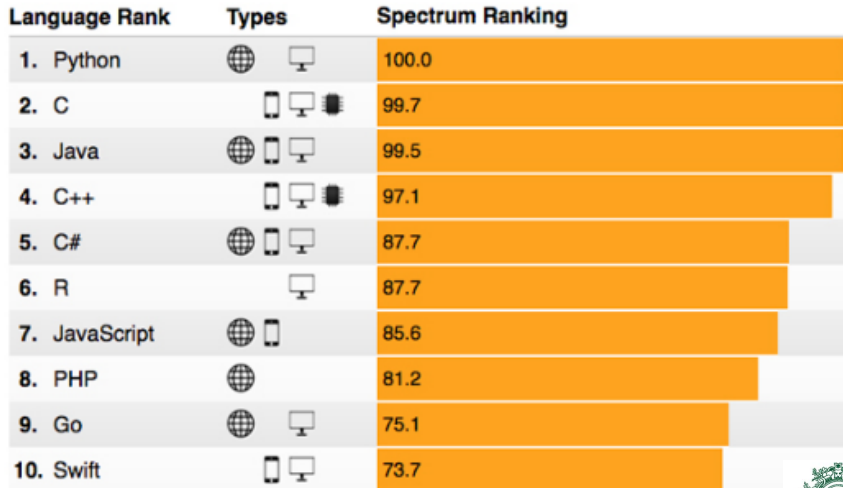 Language Rank Types Spectrum Ranking
1. Python 100.0
2. C 99.7
3. Java 99.5
4. C++ 97.1
5. C# 87.7
6. R 87.7
7. JavaScript 85.6
8. PHP 81.2
9. Go 75.1
10. Swift 73.7